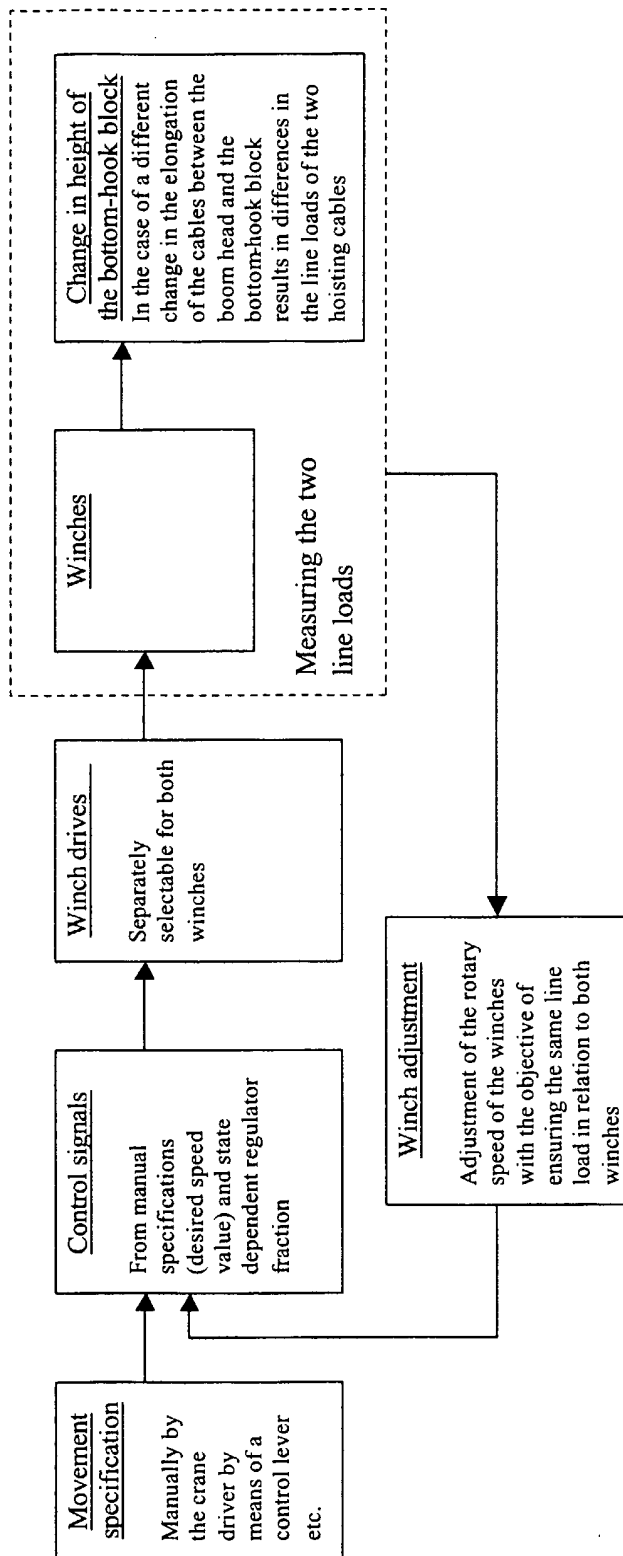 Movement
specification
Manually by
the crane
driver by
means of a
control lever
etc.
Control signals
From manual
specifications
(desired speed
value) and state
dependent regulator
fraction
Winch drives
Separately
selectable for both
winches
Winches
Change in height of
the bottom-hook block
In the case of a different
change in the elongation
of the cables between the
boom head and the
bottom-hook block
results in differences in
the line loads of the two
hoisting cables
Measuring the two
line loads
Winch adjustment
Adjustment of the rotary
speed of the winches
with the objective of
ensuring the same line
load in relation to both
winches